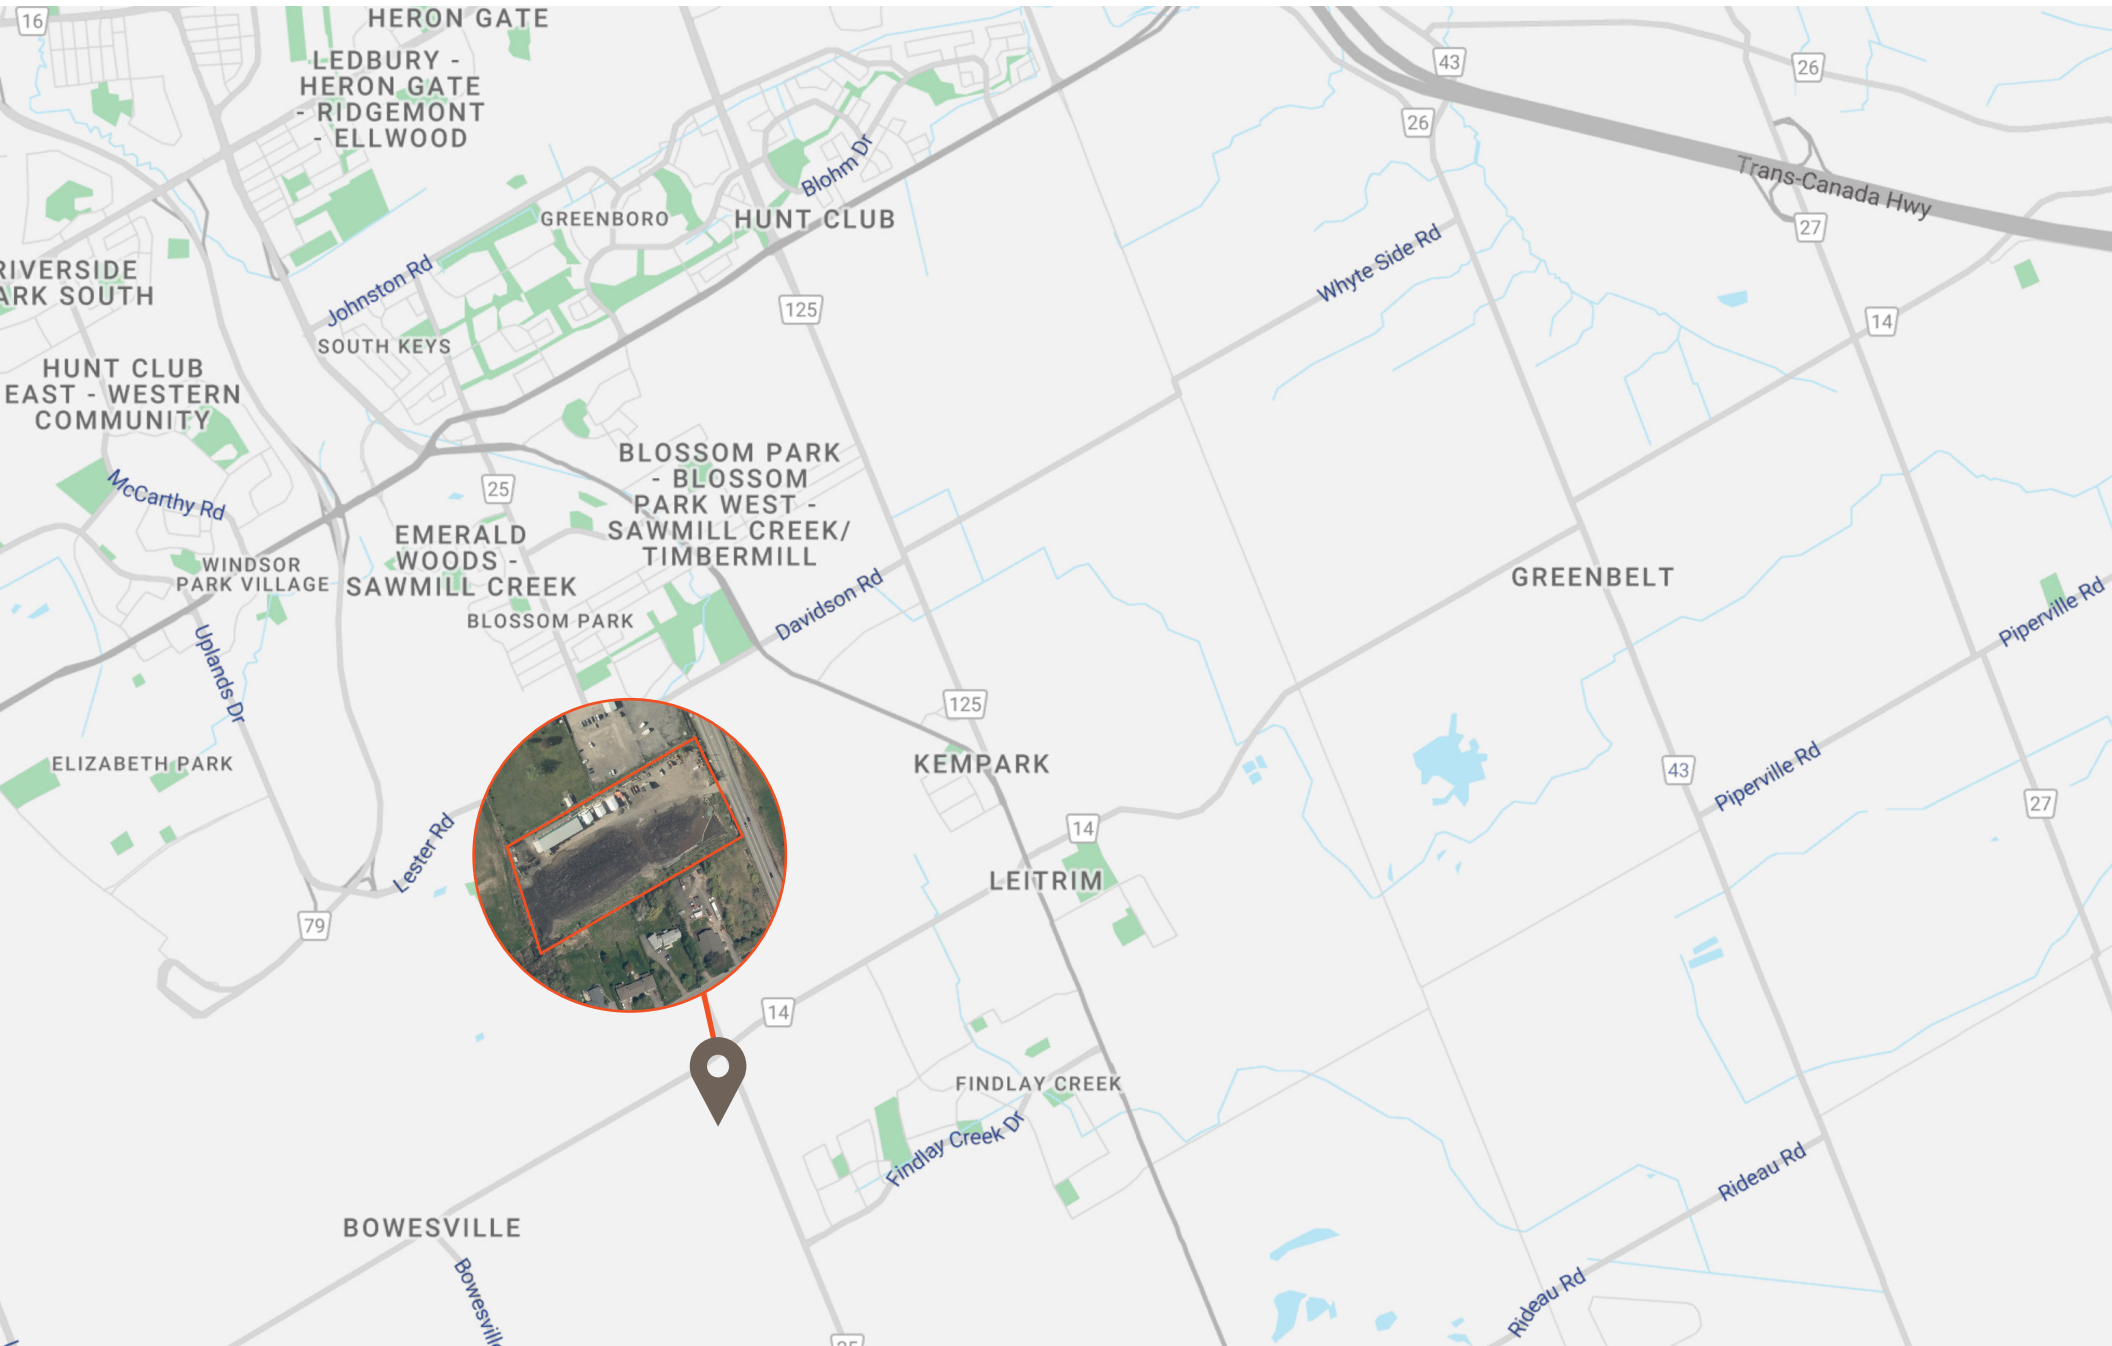 16
HERON GATE
LEDBURY -
HERON GATE
- RIDGEMONT
- ELLWOOD
43
26
26
Trans-Canada Hwy
27
Blohm Dr
GREENBORO
HUNT CLUB
Whyte Side Rd
RIVERSIDE
ARK SOUTH
Johnston Rd
125
14
SOUTH KEYS
HUNT CLUB
EAST - WESTERN
COMMUNITY
McCarthy Rd
25
BLOSSOM PARK
- BLOSSOM
PARK WEST -
SAWMILL CREEK/
TIMBERMILL
EMERALD
WOODS -
SAWMILL CREEK
WINDSOR
PARK VILLAGE
BLOSSOM PARK
Davidson Rd
GREENBELT
Piperville Rd
Uplands Dr
125
ELIZABETH PARK
KEMPARK
43
Piperville Rd
27
Lester Rd
14
LEITRIM
79
14
FINDLAY CREEK
Findlay Creek Dr
Rideau Rd
BOWESVILLE
Rideau Rd